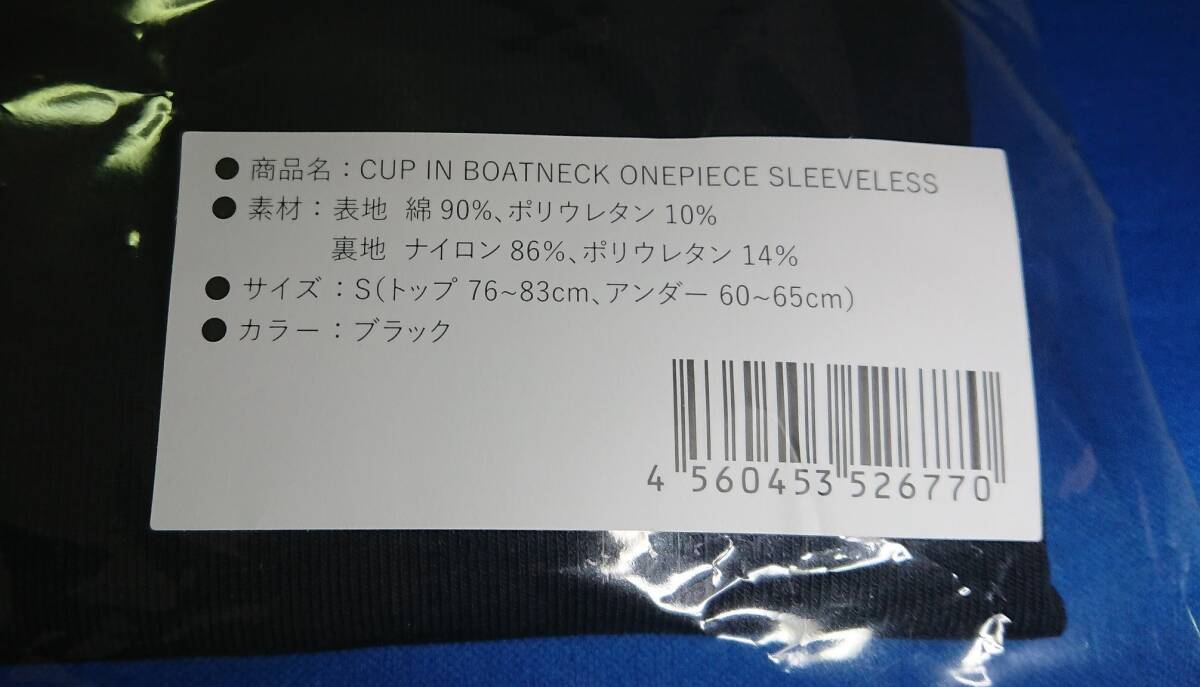 ● 商品名：CUP IN BOATNECK ONEPIECE SLEEVELESS
● 素材：表地 綿 90%、ポリウレタン 10%
裏地 ナイロン 86%、ポリウレタン 14%
● サイズ：S(トップ 76~83cm、アンダー 60~65cm)
● カラー：ブラック
4 560453 526770